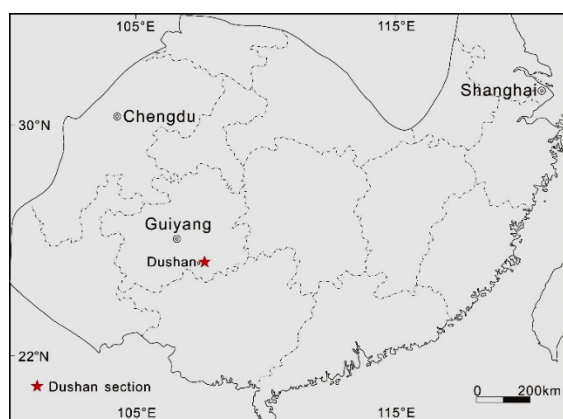 105°E
115°E
Shanghai
Chengdu
30°N
Guiyang
Dushan
22°N
Dushan section
0
200km
105°E
115°E